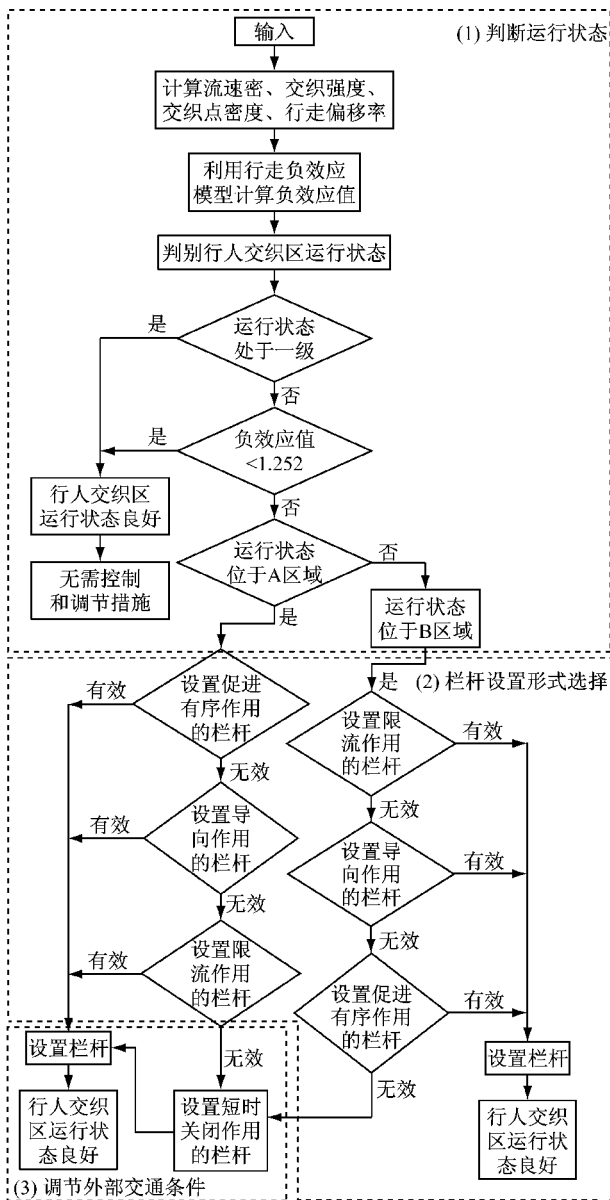 输入
(1) 判断运行状态
计算流速密、交织强度、
交织点密度、行走偏移率
利用行走负效应
模型计算负效应值
判别行人交织区运行状态
是
运行状态
处于一级
否
是
负效应值
<1.252
行人交织区
运行状态良好
否
运行状态
位于A区域
否
无需控制
和调节措施
是
运行状态
位于B区域
有效
设置促进
有序作用
的栏杆
是
(2) 栏杆设置形式选择
设置限
流作用
的栏杆
有效
无效
有效
设置导
向作用
的栏杆
无效
设置导
向作用
的栏杆
有效
无效
有效
设置限
流作用
的栏杆
无效
设置促进
有序作用
的栏杆
有效
设置栏杆
无效
设置栏杆
无效
行人交织
区运行状
态良好
设置短时
关闭作用
的栏杆
行人交织
区运行状
态良好
(3) 调节外部交通条件